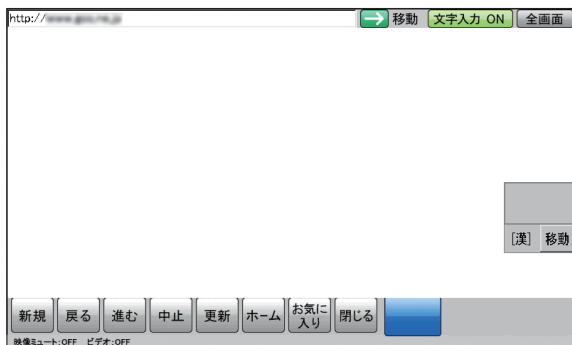 http://
移動 文字入力 ON 全画面
[漢] 移動
新規 戻る 進む 中止 更新 ホーム お気に入り 閉じる
映像ミュート:OFF ビデオ:OFF